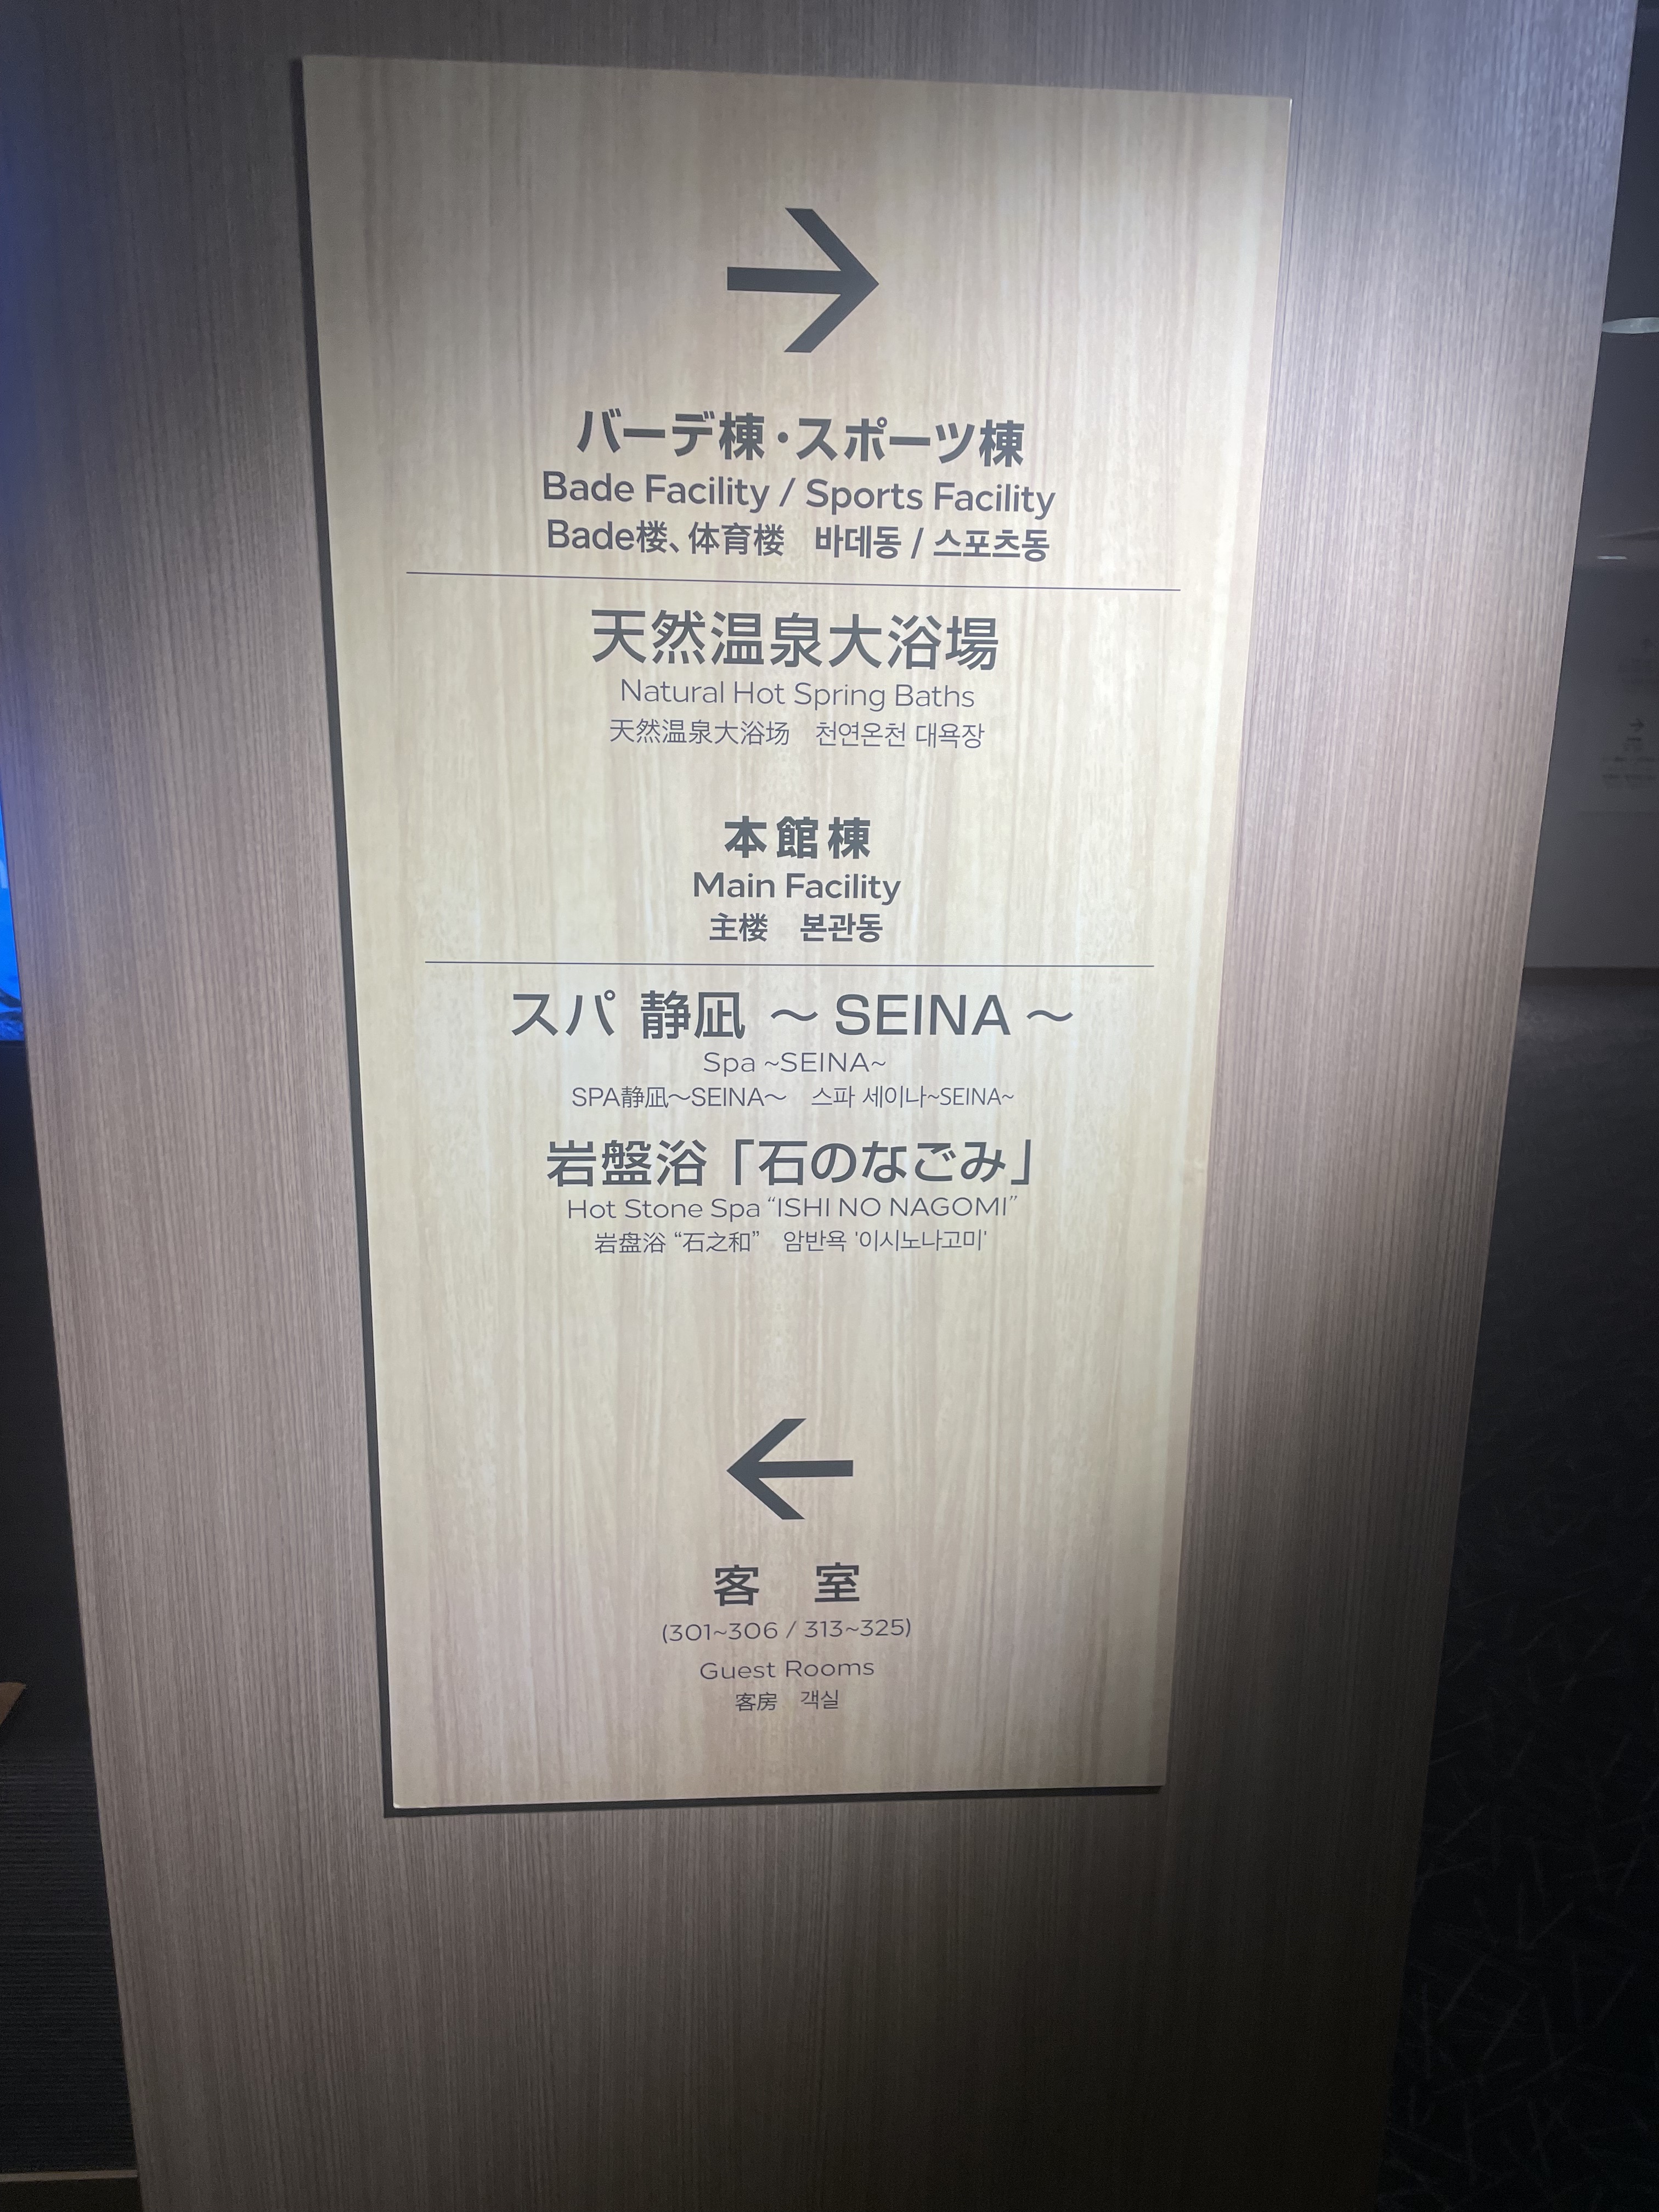 →
バーデ棟・スポーツ棟
Bade Facility / Sports Facility
Bade楼、体育楼　바데동 / 스포츠동
天然温泉大浴場
Natural Hot Spring Baths
天然温泉大浴场　천연온천 대욕장
本館棟
Main Facility
主楼　본관동
スパ 静凪 ～ SEINA ～
Spa ~SEINA~
SPA静凪～SEINA～　스파 세이나~SEINA~
岩盤浴「石のなごみ」
Hot Stone Spa “ISHI NO NAGOMI”
岩盘浴 “石之和”　암반욕 '이시노나고미'
←
客　室
(301~306 / 313~325)
Guest Rooms
客房　객실